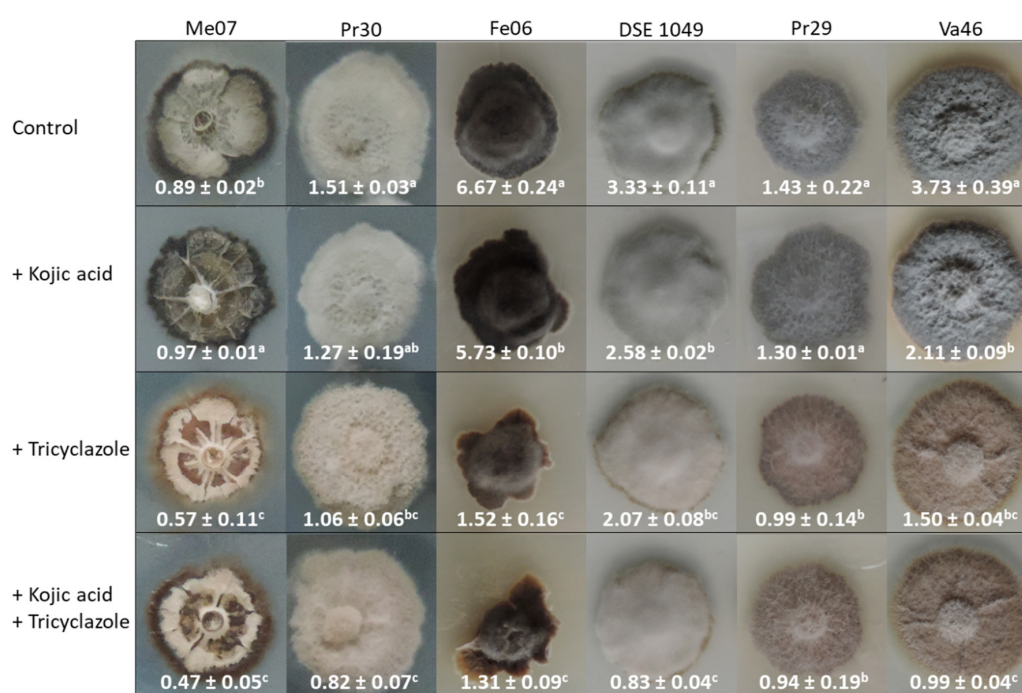 Me07 Pr30 Fe06 DSE 1049 Pr29 Va46
Control
0.89 ± 0.02ᵇ 1.51 ± 0.03ᵃ 6.67 ± 0.24ᵃ 3.33 ± 0.11ᵃ 1.43 ± 0.22ᵃ 3.73 ± 0.39ᵃ
+ Kojic acid
0.97 ± 0.01ᵃ 1.27 ± 0.19ᵃᵇ 5.73 ± 0.10ᵇ 2.58 ± 0.02ᵇ 1.30 ± 0.01ᵃ 2.11 ± 0.09ᵇ
+ Tricyclazole
0.57 ± 0.11ᶜ 1.06 ± 0.06ᵇᶜ 1.52 ± 0.16ᶜ 2.07 ± 0.08ᵇᶜ 0.99 ± 0.14ᵇ 1.50 ± 0.04ᵇᶜ
+ Kojic acid
+ Tricyclazole
0.47 ± 0.05ᶜ 0.82 ± 0.07ᶜ 1.31 ± 0.09ᶜ 0.83 ± 0.04ᶜ 0.94 ± 0.19ᵇ 0.99 ± 0.04ᶜ